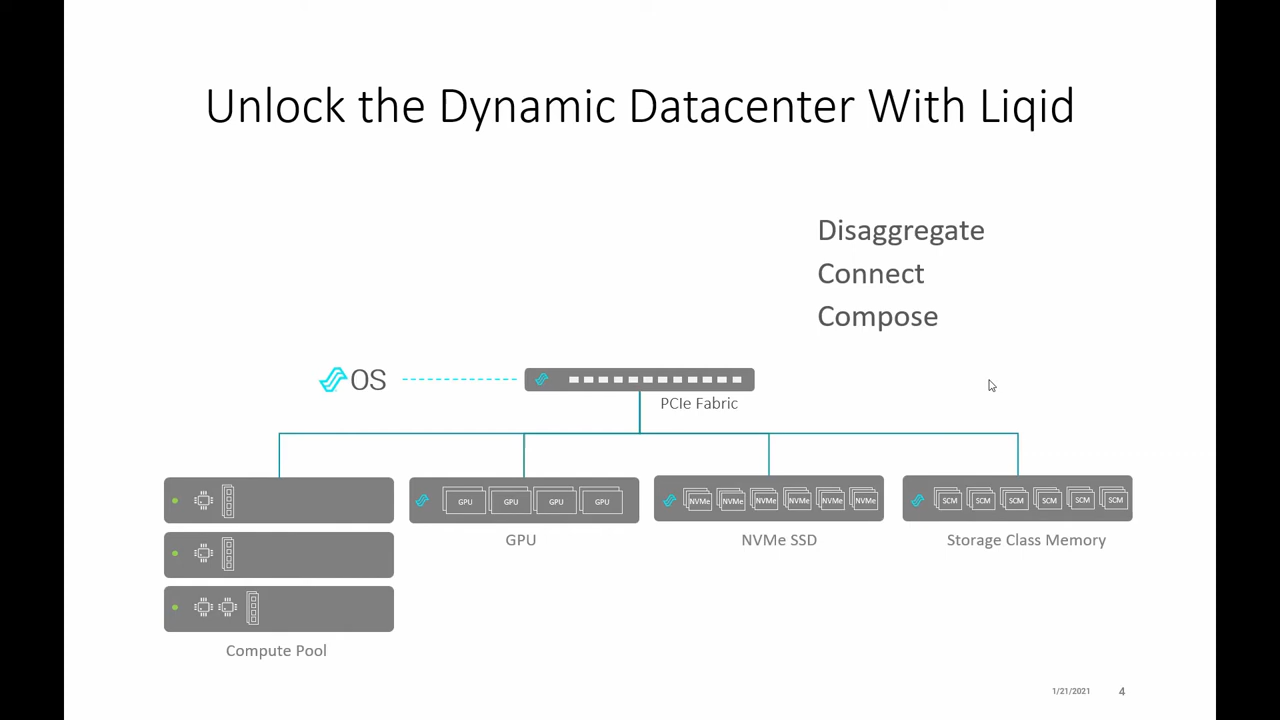 Unlock the Dynamic Datacenter With Liqid
Disaggregate
Connect
Compose
OS
PCIe Fabric
GPU GPU GPU GPU
NVMe NVMe NVMe NVMe NVMe NVMe
SCM SCM SCM SCM SCM SCM
GPU
NVMe SSD
Storage Class Memory
Compute Pool
1/21/2021
4